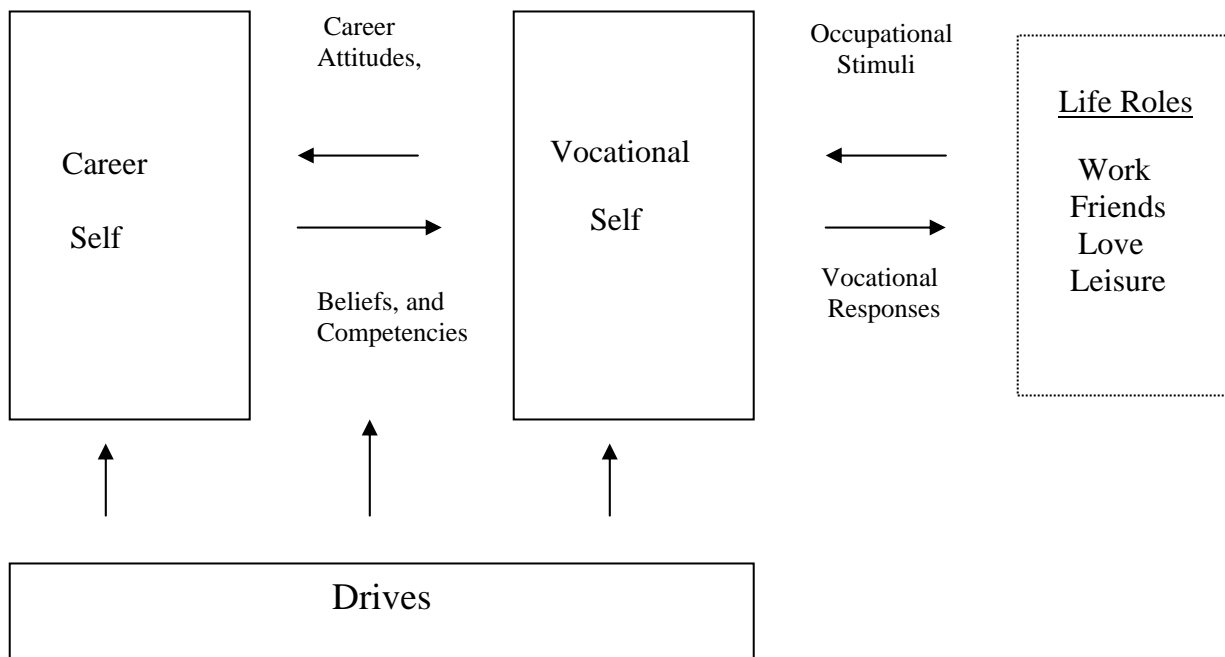 Career
Self
Career
Attitudes,
Beliefs, and
Competencies
Vocational
Self
Occupational
Stimuli
Vocational
Responses
Life Roles
Work
Friends
Love
Leisure
Drives